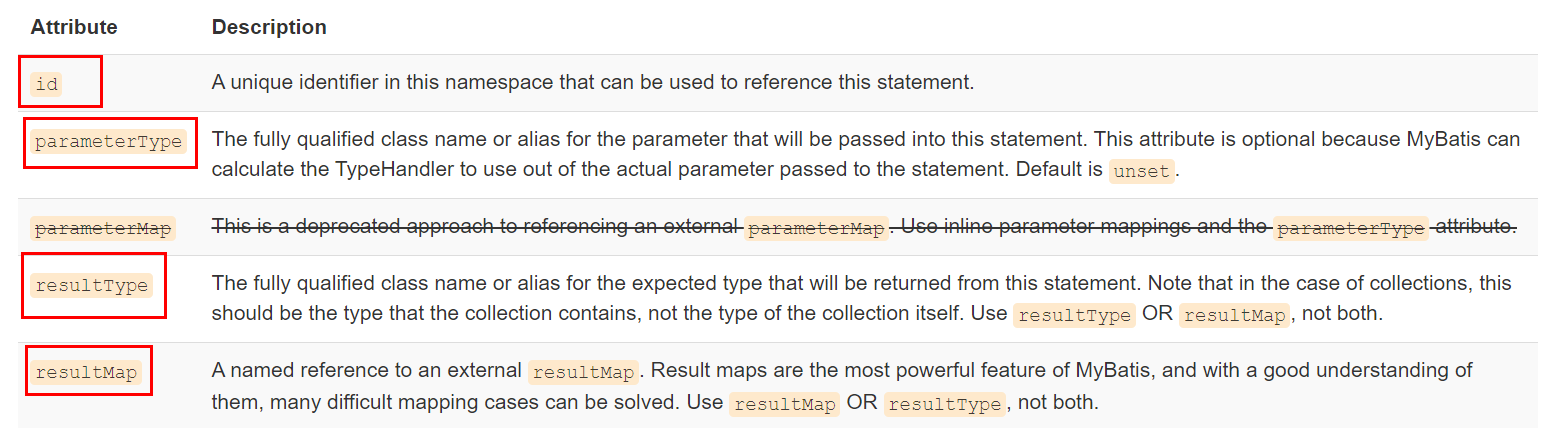 Attribute Description
id A unique identifier in this namespace that can be used to reference this statement.
parameterType The fully qualified class name or alias for the parameter that will be passed into this statement. This attribute is optional because MyBatis can
calculate the TypeHandler to use out of the actual parameter passed to the statement. Default is unset.
parameterMap This is a deprecated approach to referencing an external parameterMap. Use inline parameter mappings and the parameterType attribute.
resultType The fully qualified class name or alias for the expected type that will be returned from this statement. Note that in the case of collections, this
should be the type that the collection contains, not the type of the collection itself. Use resultType OR resultMap, not both.
resultMap A named reference to an external resultMap. Result maps are the most powerful feature of MyBatis, and with a good understanding of
them, many difficult mapping cases can be solved. Use resultMap OR resultType, not both.